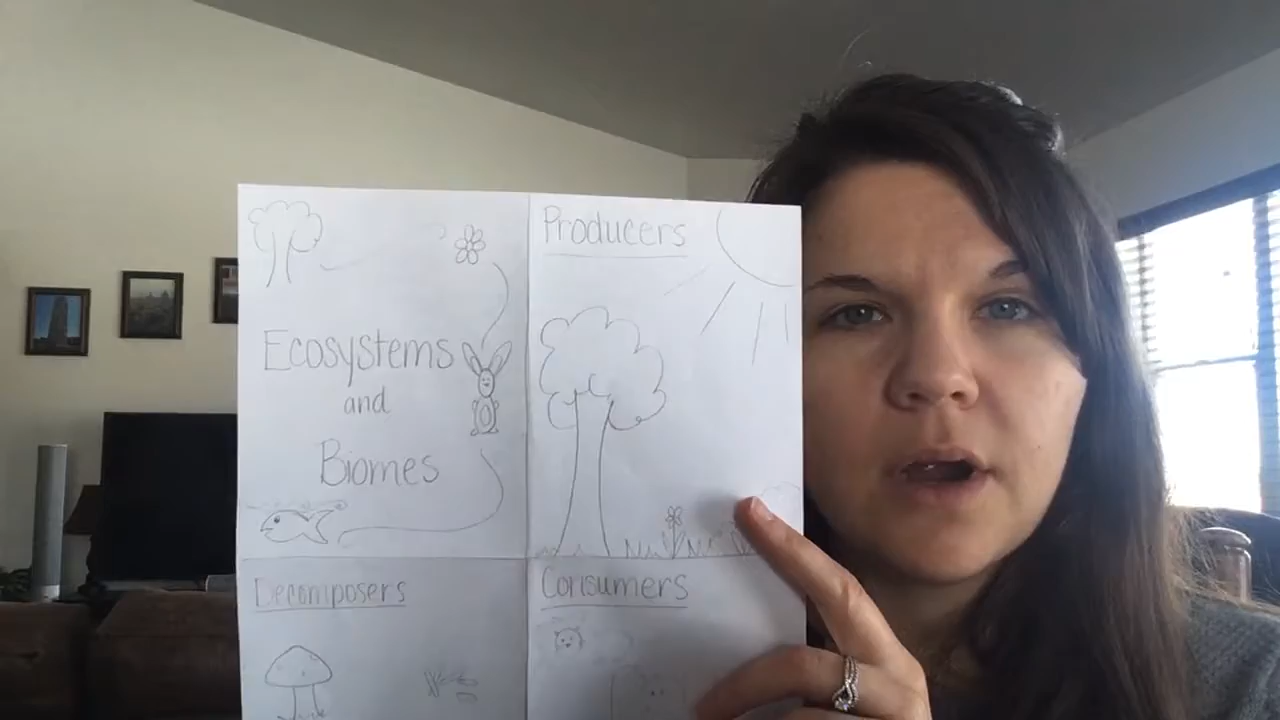 Producers
Ecosystems
and
Biomes
Decomposers
Consumers